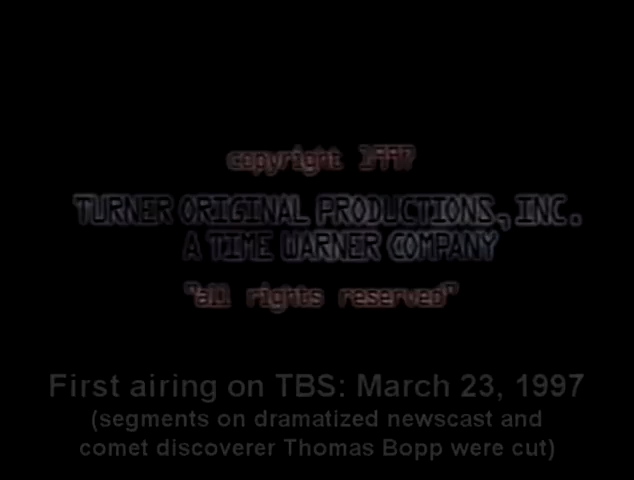 copyright 1997
TURNER ORIGINAL PRODUCTIONS, INC.
A TIME WARNER COMPANY
"all rights reserved"
First airing on TBS: March 23, 1997
(segments on dramatized newscast and
comet discoverer Thomas Bopp were cut)